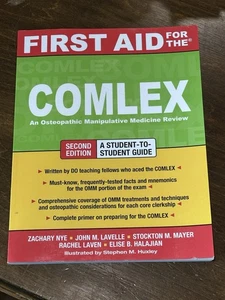 FIRST AID FOR THE®
COMLEX
COMLEX
An Osteopathic Manipulative Medicine Review
SECOND EDITION
A STUDENT-TO-STUDENT GUIDE
Written by DO teaching fellows who aced the COMLEX
Must-know, frequently-tested facts and mnemonics
for the OMM portion of the exam
Comprehensive coverage of OMM treatments and techniques
and osteopathic considerations for each core clerkship
Complete primer on preparing for the COMLEX
ZACHARY NYE • JOHN M. LAVELLE • STOCKTON M. MAYER
RACHEL LAVEN • ELISE B. HALAJIAN
Illustrated by Stephen M. Huxley